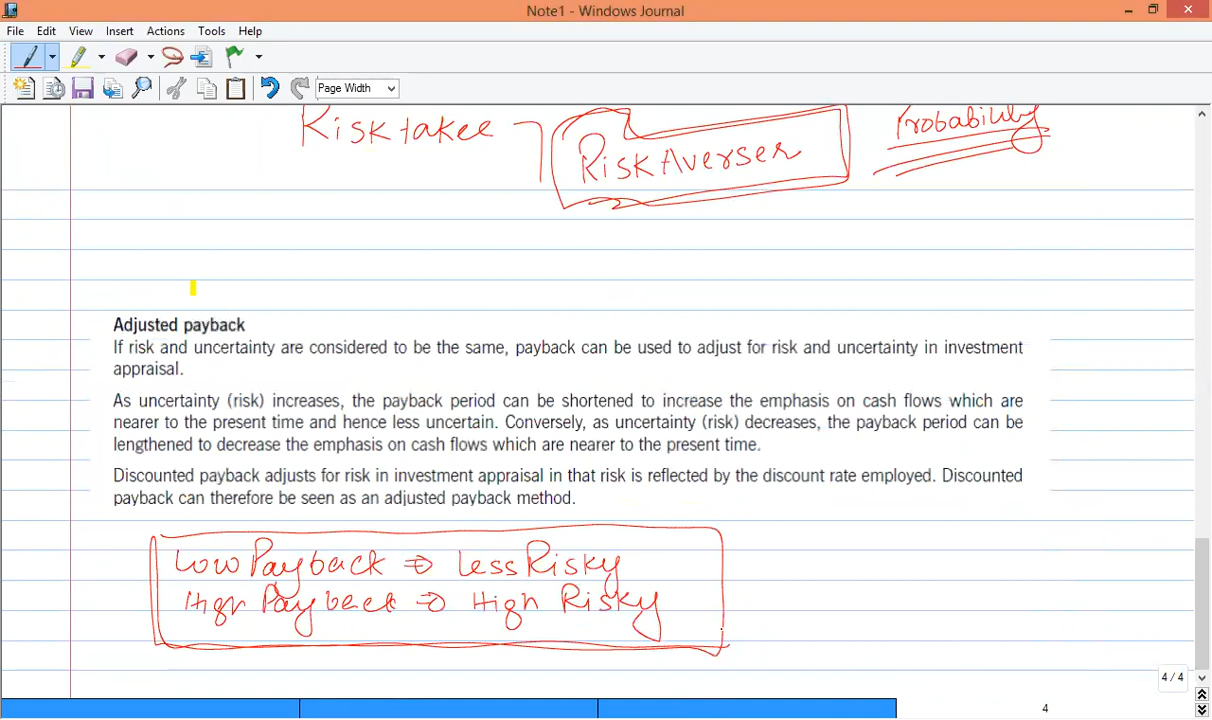 Note1 - Windows Journal
File Edit View Insert Actions Tools Help
Page Width
Risk takee
Risk Averser
Probability
Adjusted payback
If risk and uncertainty are considered to be the same, payback can be used to adjust for risk and uncertainty in investment
appraisal.
As uncertainty (risk) increases, the payback period can be shortened to increase the emphasis on cash flows which are
nearer to the present time and hence less uncertain. Conversely, as uncertainty (risk) decreases, the payback period can be
lengthened to decrease the emphasis on cash flows which are nearer to the present time.
Discounted payback adjusts for risk in investment appraisal in that risk is reflected by the discount rate employed. Discounted
payback can therefore be seen as an adjusted payback method.
Low Payback ⇒ less Risky
High Payback ⇒ High Risky
4 / 4
4